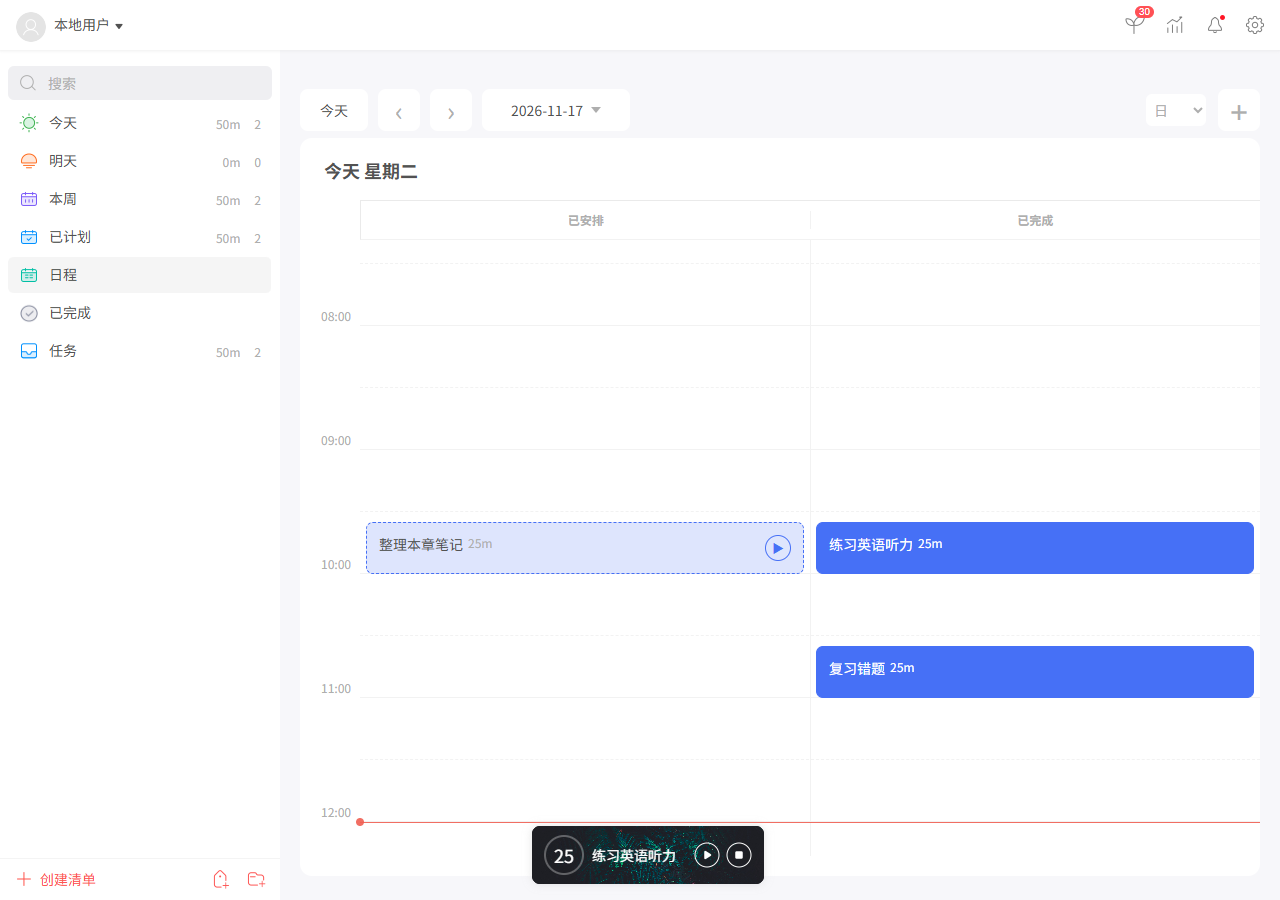 本地用户
30
搜索
今天 50m 2
明天 0m 0
本周 50m 2
已计划 50m 2
日程
已完成
任务 50m 2
创建清单
今天
2026-11-17
日
今天 星期二
已安排
已完成
08:00
09:00
整理本章笔记 25m
练习英语听力 25m
10:00
复习错题 25m
11:00
12:00
25 练习英语听力